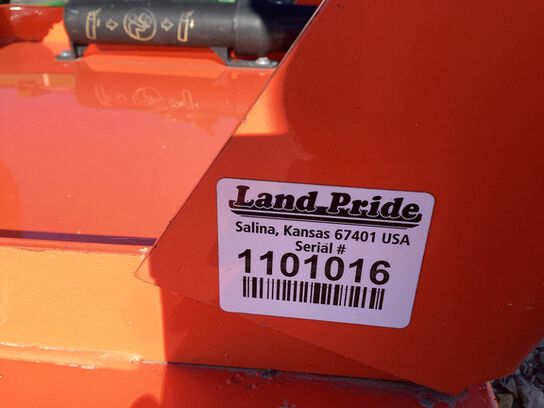 Land Pride
Salina, Kansas 67401 USA
Serial #
1101016